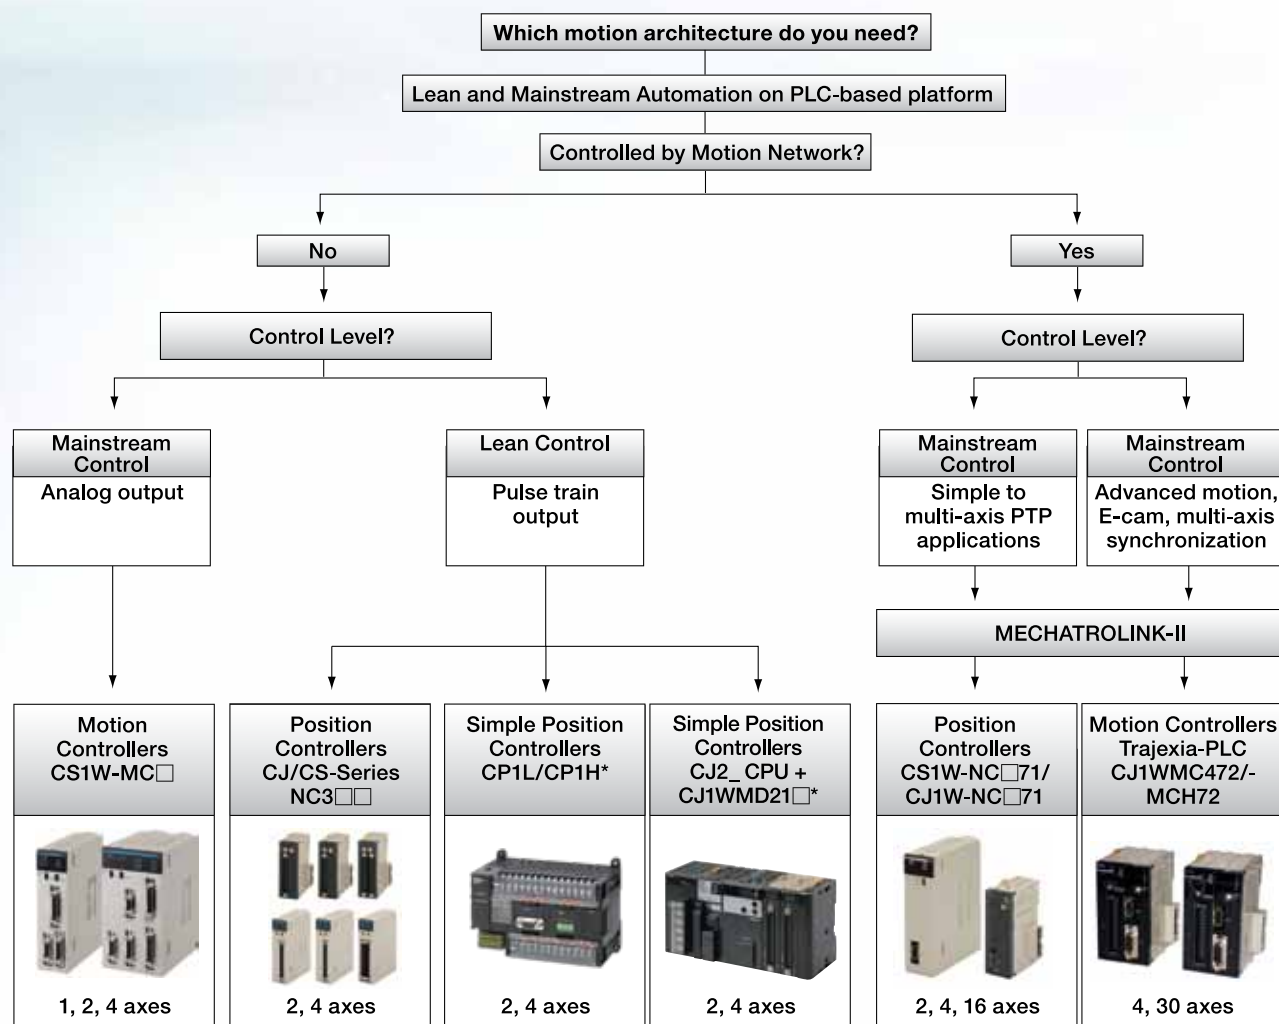 Which motion architecture do you need?
Lean and Mainstream Automation on PLC-based platform
Controlled by Motion Network?
No
Yes
Control Level?
Control Level?
Mainstream
Control
Analog output
Lean Control
Pulse train
output
Mainstream
Control
Simple to
multi-axis PTP
applications
Mainstream
Control
Advanced motion,
E-cam, multi-axis
synchronization
MECHATROLINK-II
Motion
Controllers
CS1W-MC□
1, 2, 4 axes
Position
Controllers
CJ/CS-Series
NC3□□
2, 4 axes
Simple Position
Controllers
CP1L/CP1H*
2, 4 axes
Simple Position
Controllers
CJ2_ CPU +
CJ1WMD21□*
2, 4 axes
Position
Controllers
CS1W-NC□71/
CJ1W-NC□71
2, 4, 16 axes
Motion Controllers
Trajexia-PLC
CJ1WMC472/-
MCH72
4, 30 axes